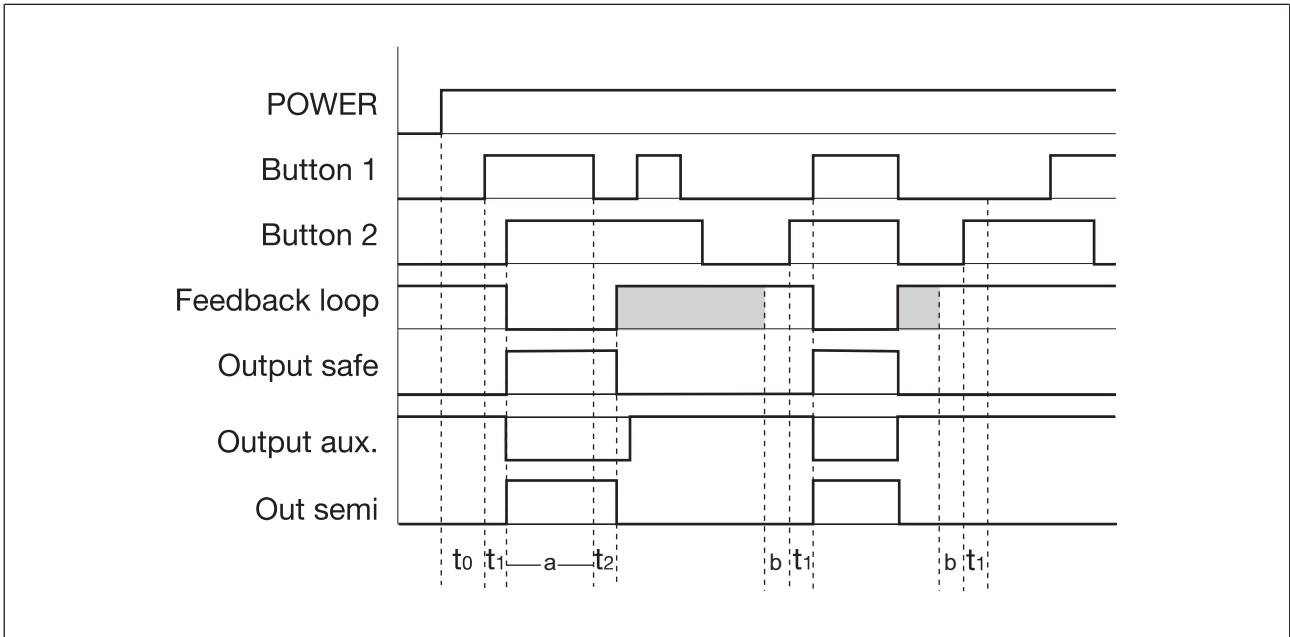 POWER
Button 1
Button 2
Feedback loop
Output safe
Output aux.
Out semi
t0 t1 a t2 b t1 b t1